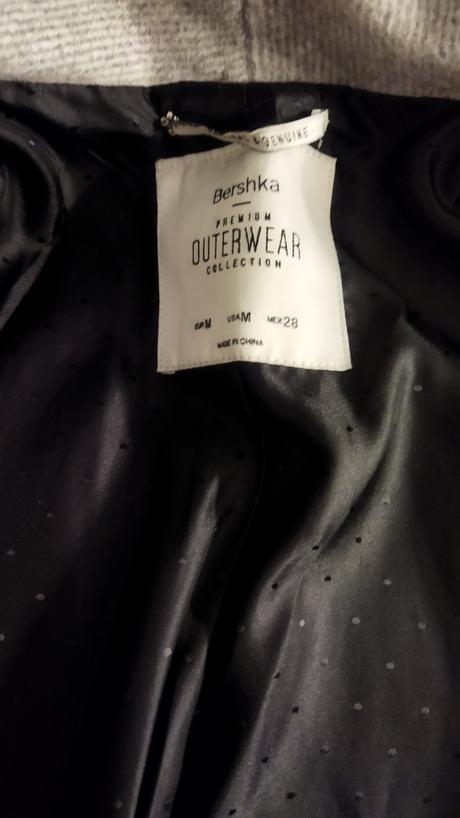 & GENUINE
Bershka
PREMIUM
OUTERWEAR
COLLECTION
EUR M USA M MEX 28
MADE IN CHINA